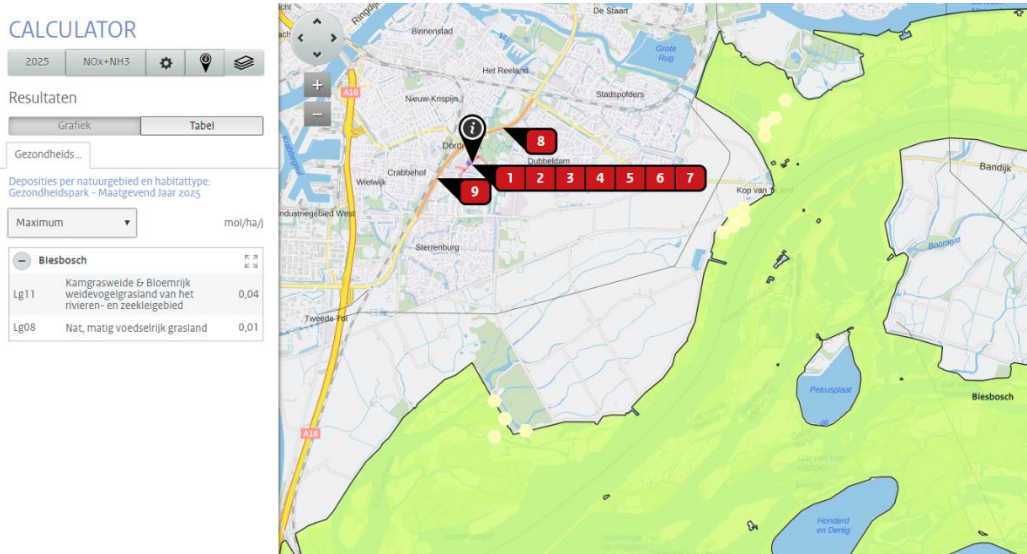 CALCULATOR
2025
NOx+NH3
Resultaten
Grafiek
Tabel
Gezondheids...
Deposities per natuurgebied en habitattype:
Gezondheidspark - Maatgevend Jaar 2025
Maximum
mol/ha/j
Biesbosch
Lg11
Kamgrasweide & Bloemrijk
weidevogelgrasland van het
rivieren- en zeekleigebied
0,04
Lg08
Nat, matig voedselrijk grasland
0,01
Ringdijk
De Staart
Binnenstad
Grote
Rug
Het Reeland
A16
Nieuw-Krispijn
Stadspolders
8
Dubbeldam
Crabbehof
1 2 3 4 5 6 7
Wielwijk
9
Kop van
Bandijk
Industriegebied West
Sterrenburg
Tweede Tol
Petrusplaat
Biesbosch
A16
Honderd
en Dertig